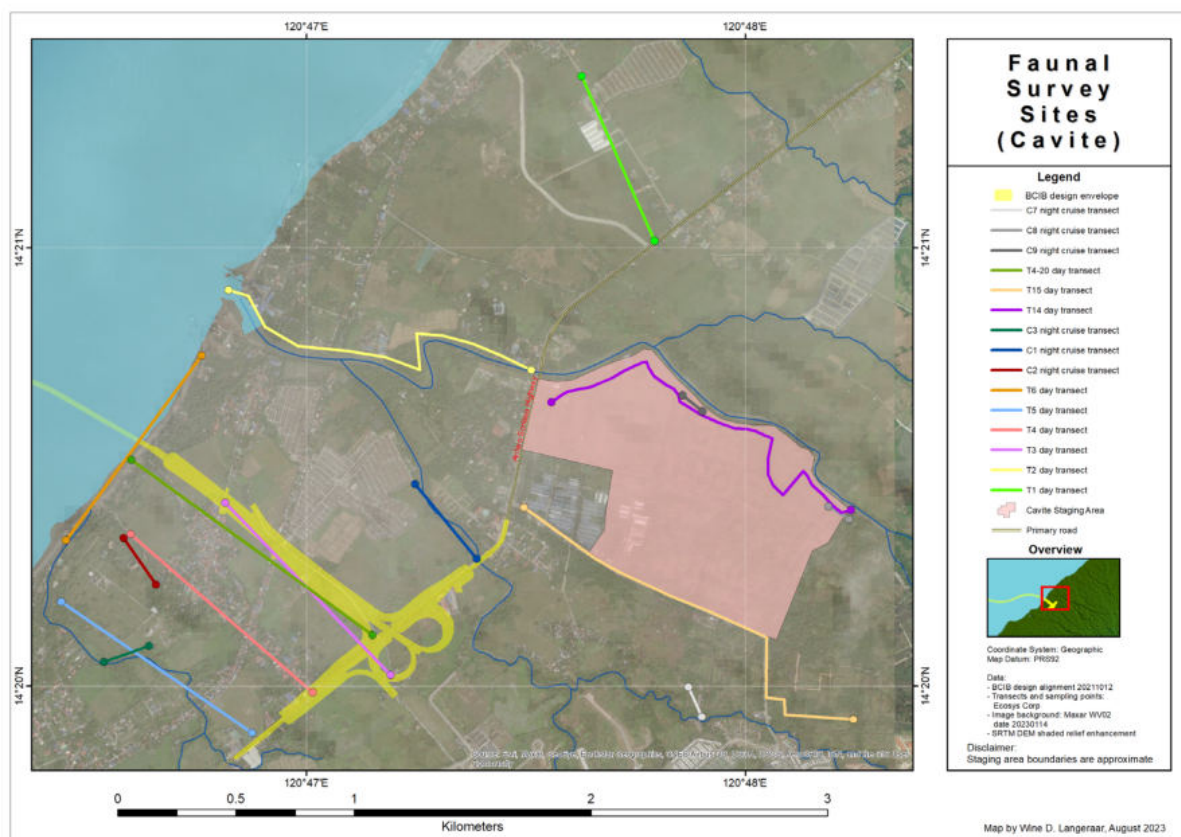 120°47'E
120°48'E
14°21'N
14°21'N
14°20'N
14°20'N
120°47'E
120°48'E
0
0.5
1
2
3
Kilometers
Faunal
Survey
Sites
(Cavite)
Legend
BCIB design envelope
C7 night cruise transect
C8 night cruise transect
C9 night cruise transect
T4-20 day transect
T15 day transect
T14 day transect
C3 night cruise transect
C1 night cruise transect
C2 night cruise transect
T6 day transect
T5 day transect
T4 day transect
T3 day transect
T2 day transect
T1 day transect
Cavite Staging Area
Primary road
Overview
Coordinate System: Geographic
Map Datum: PRS92
Data:
- BCIB design alignment 20211012
- Transects and sampling points:
Ecosys Corp
- Image background: Maxar WV02
date 20230114
- SRTM DEM shaded relief enhancement
Disclaimer:
Staging area boundaries are approximate
Map by Wine D. Langeraar, August 2023